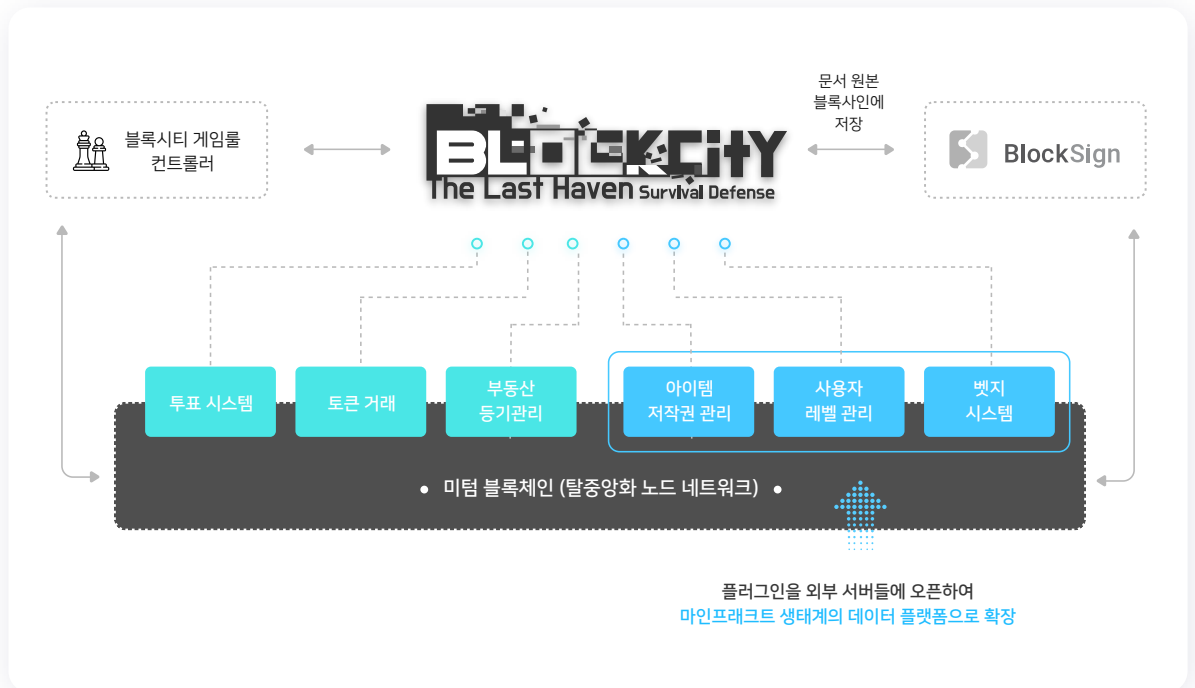 문서 원본
블록사인에
저장
블록시티 게임룰
컨트롤러
BLOCKCITY
The Last Haven Survival Defense
BlockSign
투표 시스템
토큰 거래
부동산
등기관리
아이템
저작권 관리
사용자
레벨 관리
벳지
시스템
• 미텀 블록체인 (탈중앙화 노드 네트워크) •
플러그인을 외부 서버들에 오픈하여
마인프래크트 생태계의 데이터 플랫폼으로 확장